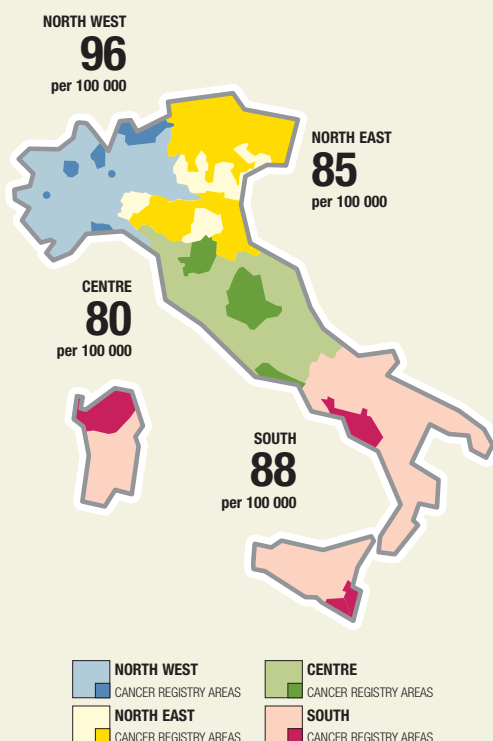 NORTH WEST
96
per 100 000
NORTH EAST
85
per 100 000
CENTRE
80
per 100 000
SOUTH
88
per 100 000
NORTH WEST
CANCER REGISTRY AREAS
CENTRE
CANCER REGISTRY AREAS
NORTH EAST
CANCER REGISTRY AREAS
SOUTH
CANCER REGISTRY AREAS